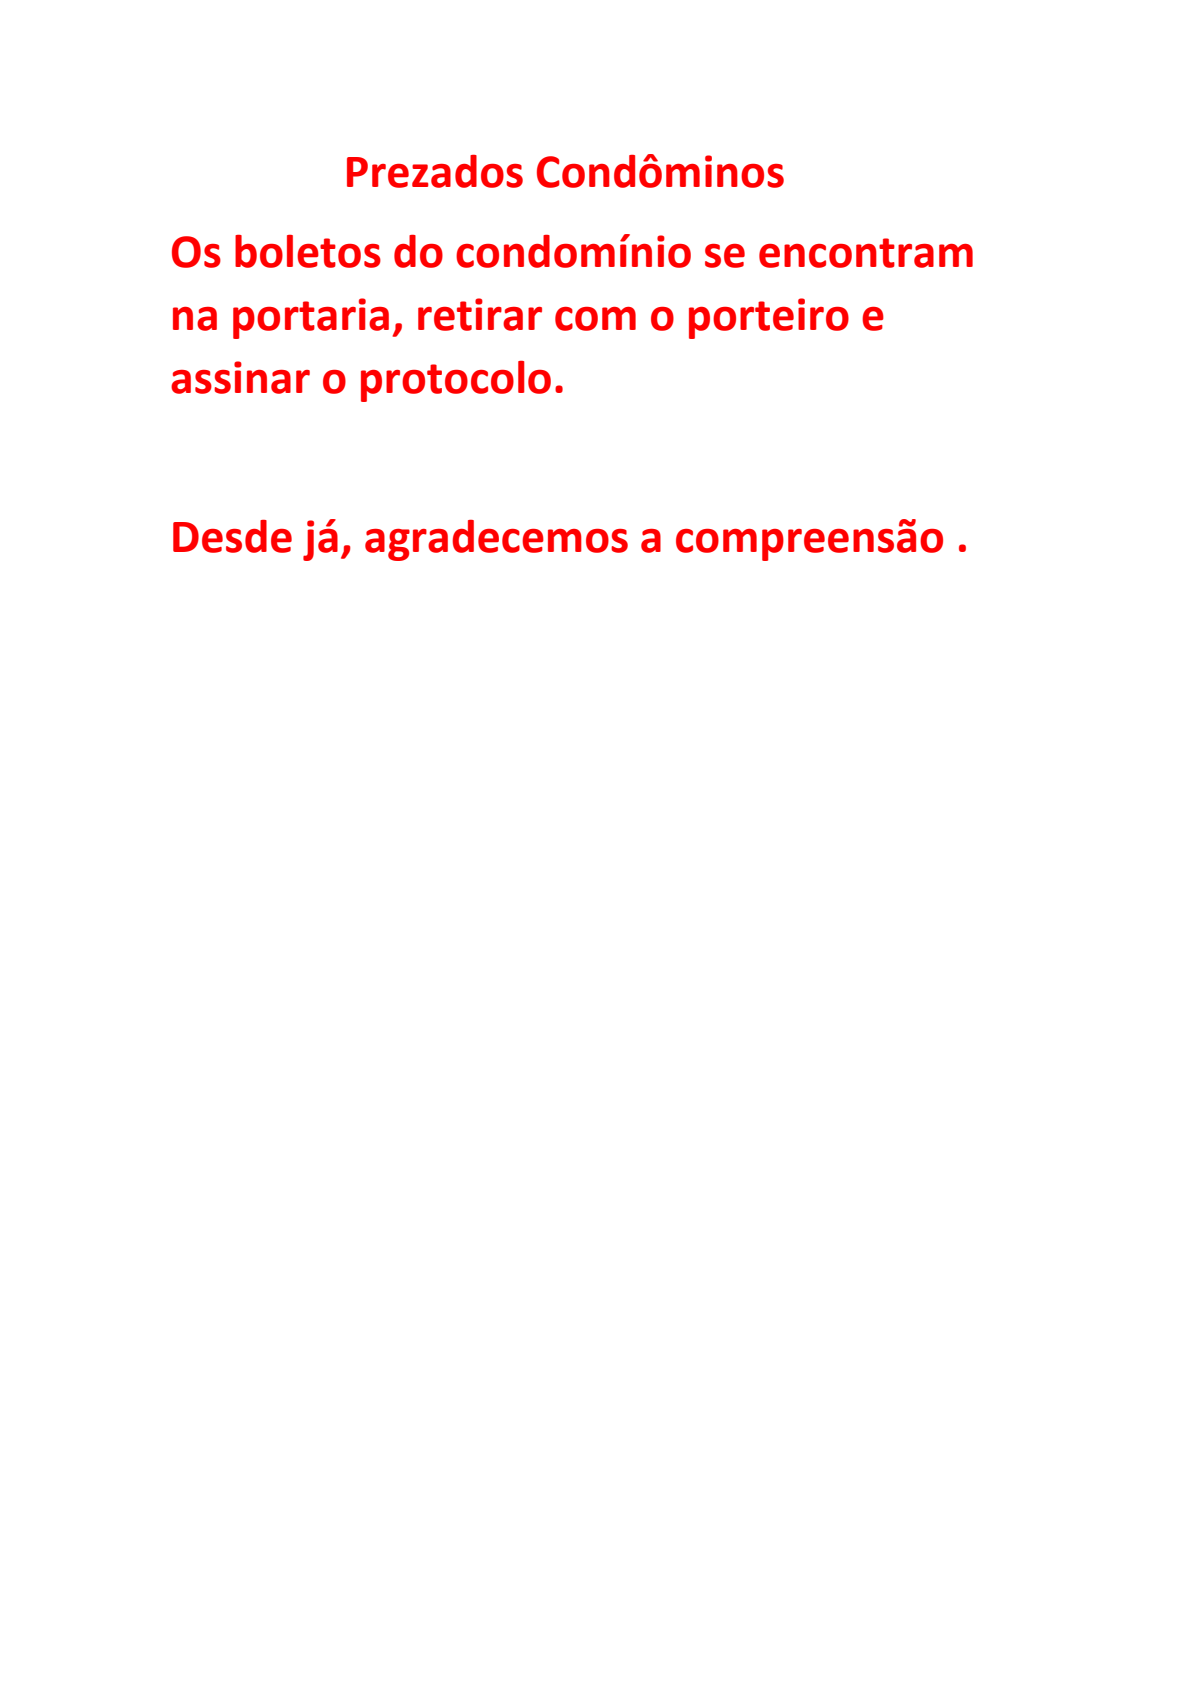 Prezados Condôminos
Os boletos do condomínio se encontram
na portaria, retirar com o porteiro e
assinar o protocolo.
Desde já, agradecemos a compreensão .